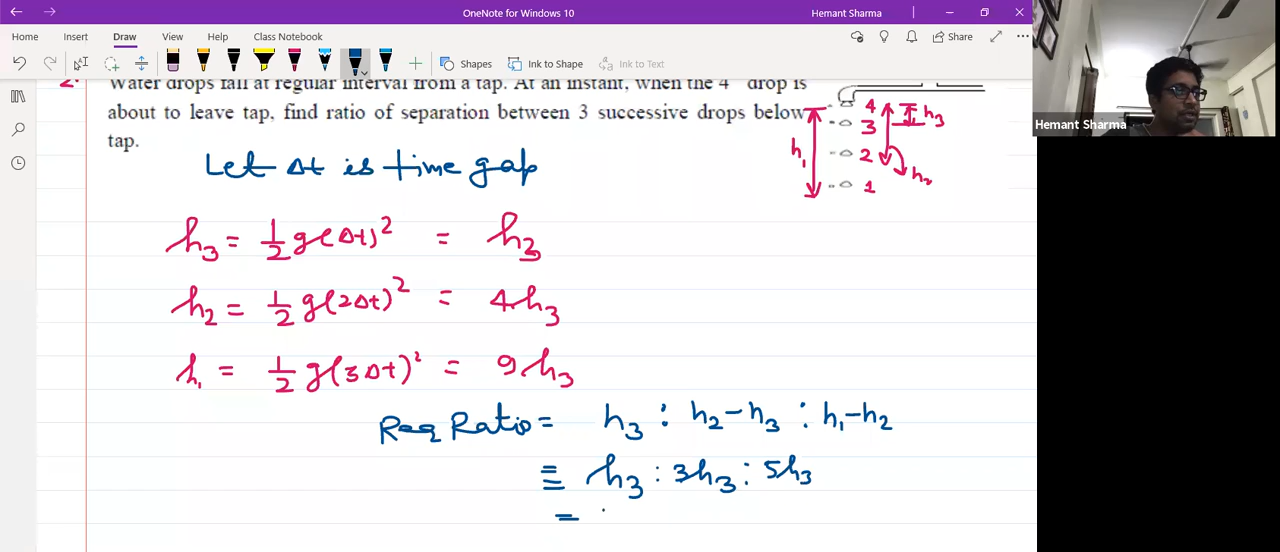 OneNote for Windows 10
Hemant Sharma
Home Insert Draw View Help Class Notebook
Share
Shapes
Ink to Shape
Ink to Text
2. Water drops fall at regular interval from a tap. At an instant, when the 4 drop is
about to leave tap, find ratio of separation between 3 successive drops below
tap.
4
3
2
1
h₃
h₁
h₂
Hemant Sharma
Let Δt is time gap
h₃ = 1/2 g(Δt)² = h₃
h₂ = 1/2 g(2Δt)² = 4h₃
h₁ = 1/2 g(3Δt)² = 9h₃
Req Ratio = h₃ : h₂-h₃ : h₁-h₂
≡ h₃ : 3h₃ : 5h₃
=